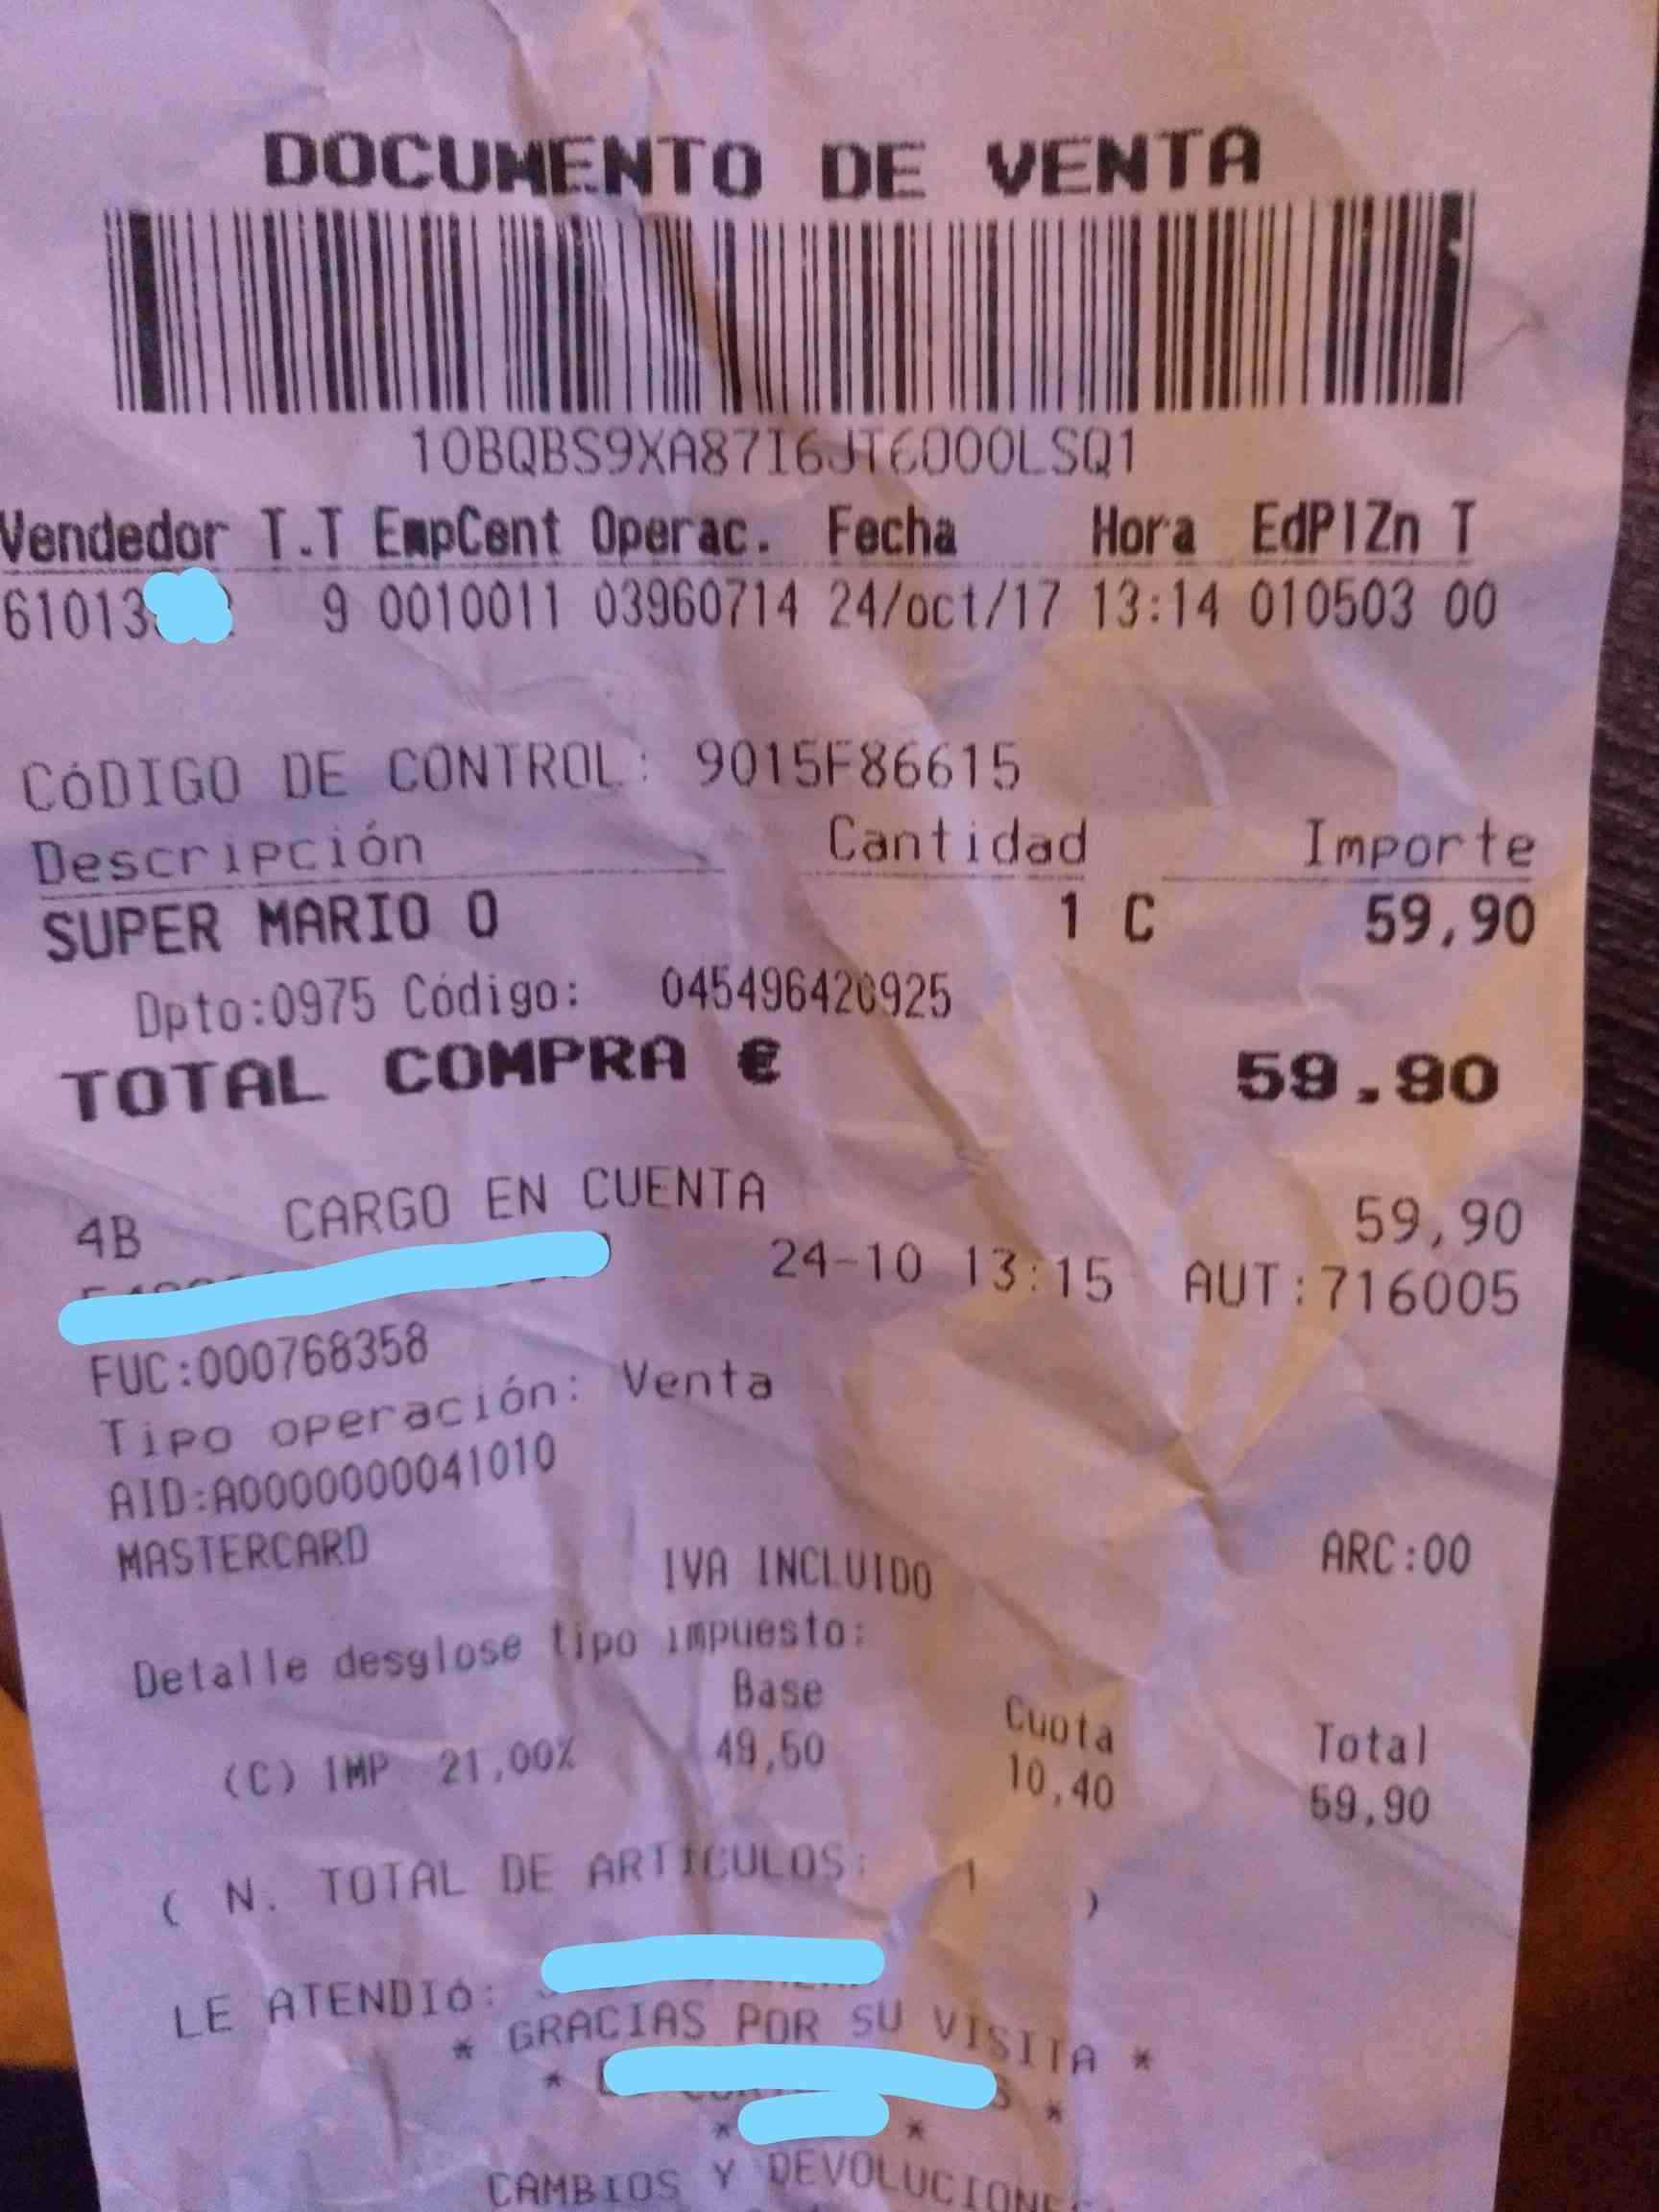 DOCUMENTO DE VENTA
10BQBS9XA87I6JT6000LSQ1
Vendedor T.T EmpCent Operac. Fecha Hora EdPlZn T
61013 9 0010011 03960714 24/oct/17 13:14 010503 00
CÓDIGO DE CONTROL: 9015F86615
Descripción Cantidad Importe
SUPER MARIO O 1 C 59,90
Dpto:0975 Código: 045496420925
TOTAL COMPRA € 59.90
4B CARGO EN CUENTA 59,90
24-10 13:15 AUT:716005
FUC:000768358
Tipo operación: Venta
AID:A0000000041010
MASTERCARD ARC:00
IVA INCLUIDO
Detalle desglose tipo impuesto:
Base Cuota Total
(C) IMP 21,00% 49,50 10,40 59,90
( N. TOTAL DE ARTICULOS: 1 )
LE ATENDIÓ:
* GRACIAS POR SU VISITA *
* *
* *
CAMBIOS Y DEVOLUCIONES